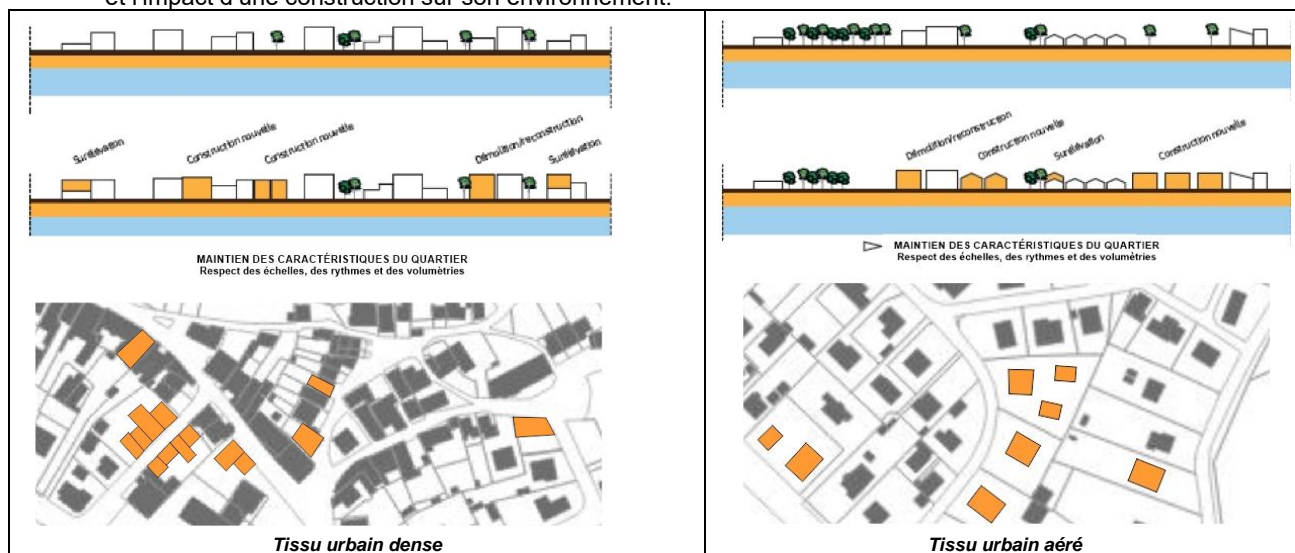 et l'impact d'une construction sur son environnement.
Surélévation
Construction nouvelle
Construction nouvelle
Démolition/reconstruction
Surélévation
MAINTIEN DES CARACTÉRISTIQUES DU QUARTIER
Respect des échelles, des rythmes et des volumètries
Tissu urbain dense
Démolition/reconstruction
Construction nouvelle
Surélévation
Construction nouvelle
MAINTIEN DES CARACTÉRISTIQUES DU QUARTIER
Respect des échelles, des rythmes et des volumètries
Tissu urbain aéré